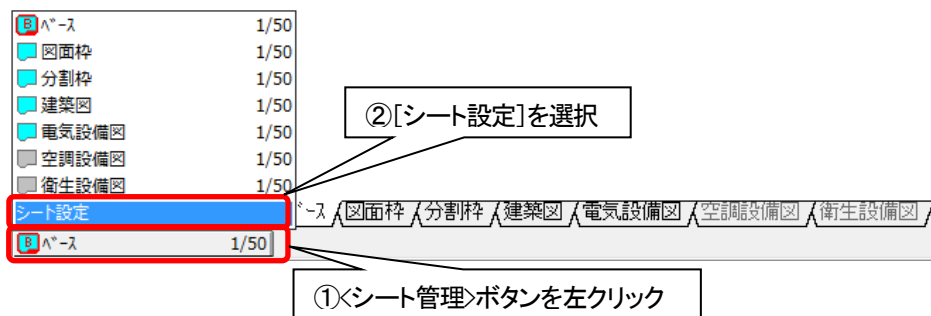 B ﾍﾞｰｽ 1/50
図面枠 1/50
分割枠 1/50
建築図 1/50
電気設備図 1/50
空調設備図 1/50
衛生設備図 1/50
②[シート設定]を選択
シート設定
ﾞｰｽ 図面枠 分割枠 建築図 電気設備図 空調設備図 衛生設備図
B ﾍﾞｰｽ 1/50
①<シート管理>ボタンを左クリック